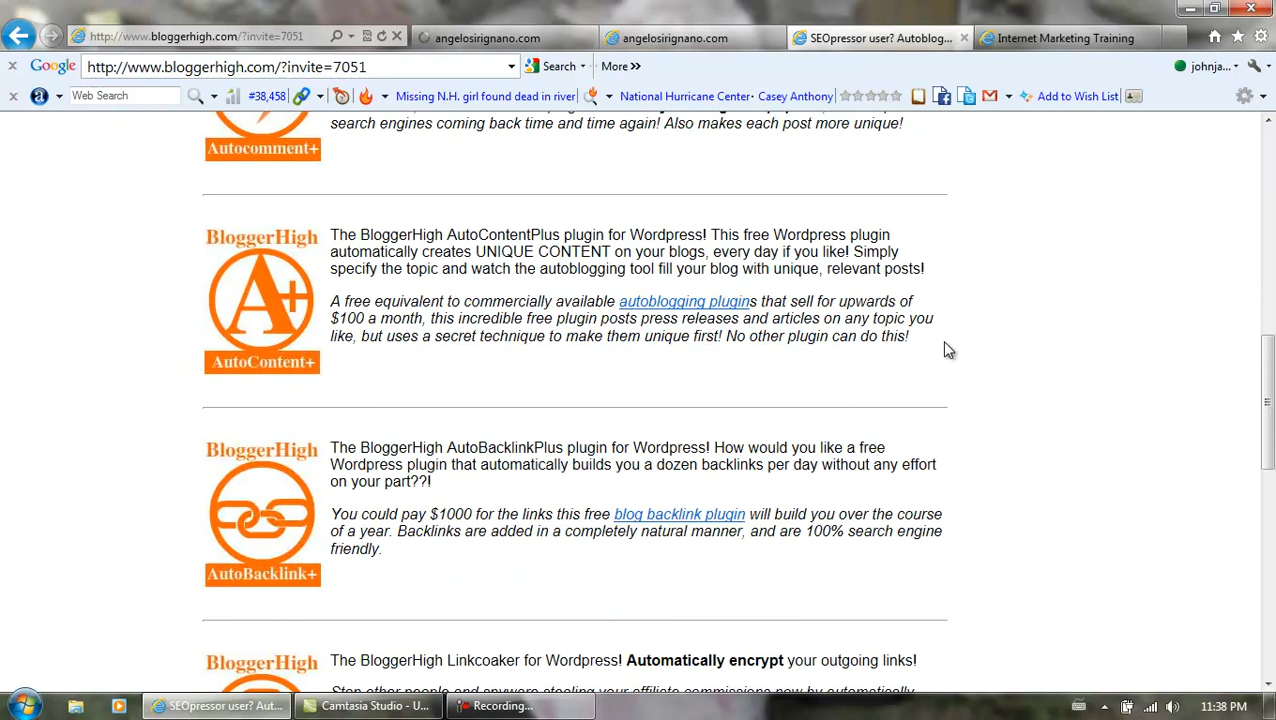 http://www.bloggerhigh.com/?invite=7051
angelosirignano.com
angelosirignano.com
SEOpressor user? Autoblog...
Internet Marketing Training
Google
http://www.bloggerhigh.com/?invite=7051
Search
More »
johnja...
Web Search
#38,458
Missing N.H. girl found dead in river
National Hurricane Center
Casey Anthony
Add to Wish List
Autocomment+
search engines coming back time and time again! Also makes each post more unique!
BloggerHigh
A+
AutoContent+
The BloggerHigh AutoContentPlus plugin for Wordpress! This free Wordpress plugin
automatically creates UNIQUE CONTENT on your blogs, every day if you like! Simply
specify the topic and watch the autoblogging tool fill your blog with unique, relevant posts!
A free equivalent to commercially available autoblogging plugins that sell for upwards of
$100 a month, this incredible free plugin posts press releases and articles on any topic you
like, but uses a secret technique to make them unique first! No other plugin can do this!
BloggerHigh
AutoBacklink+
The BloggerHigh AutoBacklinkPlus plugin for Wordpress! How would you like a free
Wordpress plugin that automatically builds you a dozen backlinks per day without any effort
on your part??!
You could pay $1000 for the links this free blog backlink plugin will build you over the course
of a year. Backlinks are added in a completely natural manner, and are 100% search engine
friendly.
BloggerHigh
The BloggerHigh Linkcoaker for Wordpress! Automatically encrypt your outgoing links!
Stop other people and spyware stealing your affiliate commissions now by automatically
SEOpressor user? Aut...
Camtasia Studio - U...
Recording...
11:38 PM